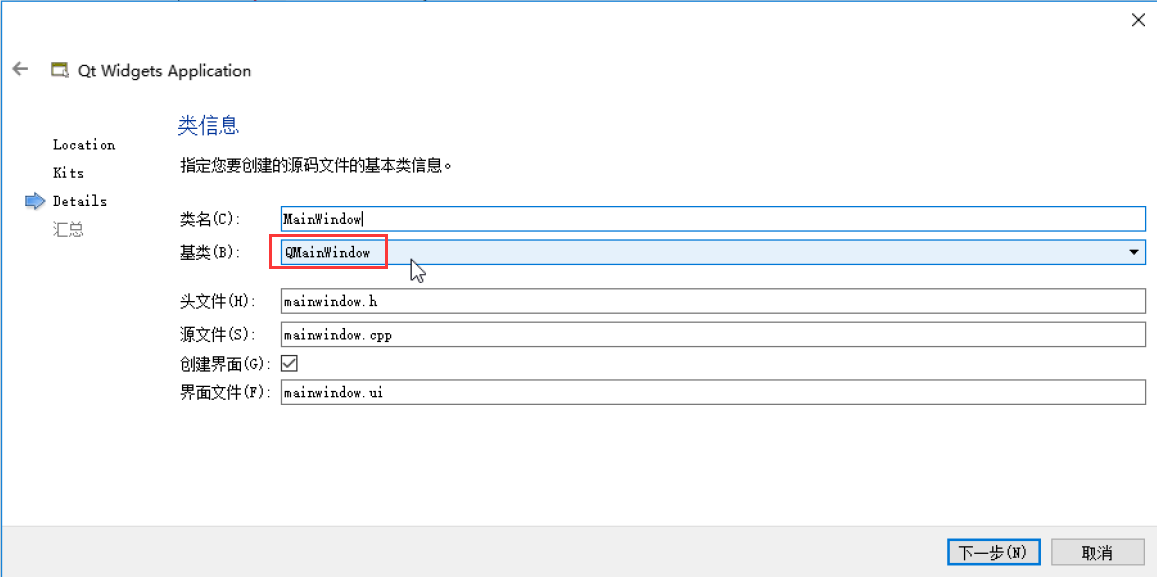 Qt Widgets Application
类信息
Location
指定您要创建的源码文件的基本类信息。
Kits
Details
汇总
类名(C): MainWindow
基类(B): QMainWindow
头文件(H): mainwindow.h
源文件(S): mainwindow.cpp
创建界面(G):
界面文件(F): mainwindow.ui
下一步(N) 取消